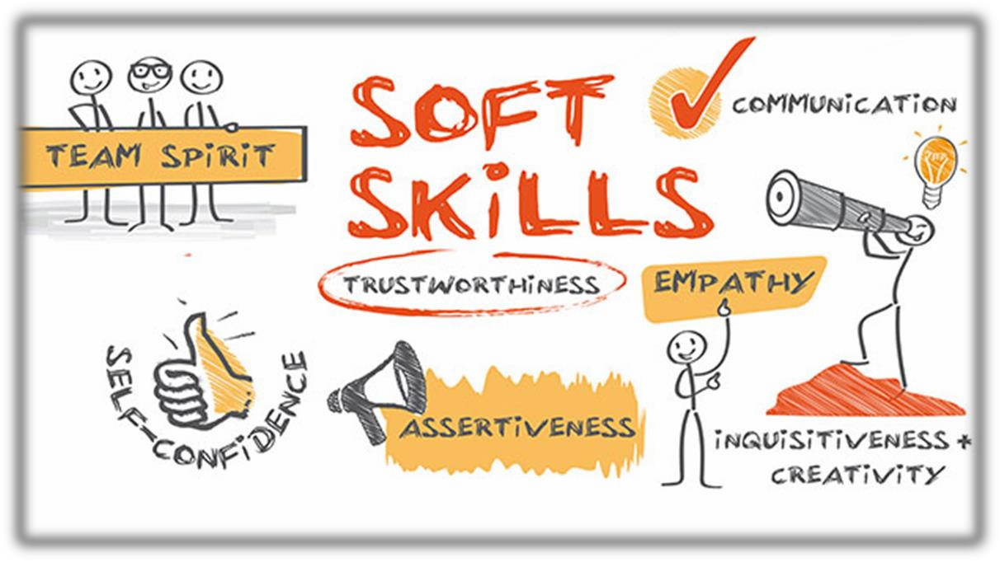 TEAM SPiRiT
SOFT
SKiLLS
COMMUNiCATION
TRUSTWORTHiNESS
EMPATHY
SELF-CONFiDENCE
ASSERTiVENESS
iNQUiSiTiVENESS +
CREATiViTY